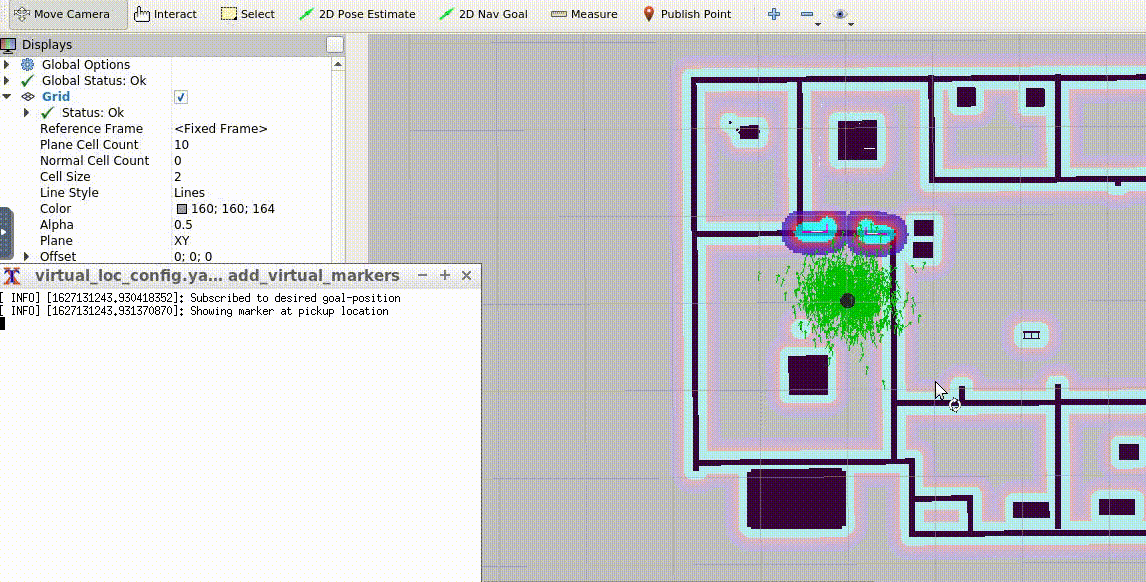 Move Camera Interact Select 2D Pose Estimate 2D Nav Goal Measure Publish Point
Displays
Global Options
Global Status: Ok
Grid
Status: Ok
Reference Frame <Fixed Frame>
Plane Cell Count 10
Normal Cell Count 0
Cell Size 2
Line Style Lines
Color 160; 160; 164
Alpha 0.5
Plane XY
Offset 0; 0; 0
virtual_loc_config.ya... add_virtual_markers
[ INFO] [1627131243.930418352]: Subscribed to desired goal-position
[ INFO] [1627131243.931370870]: Showing marker at pickup location